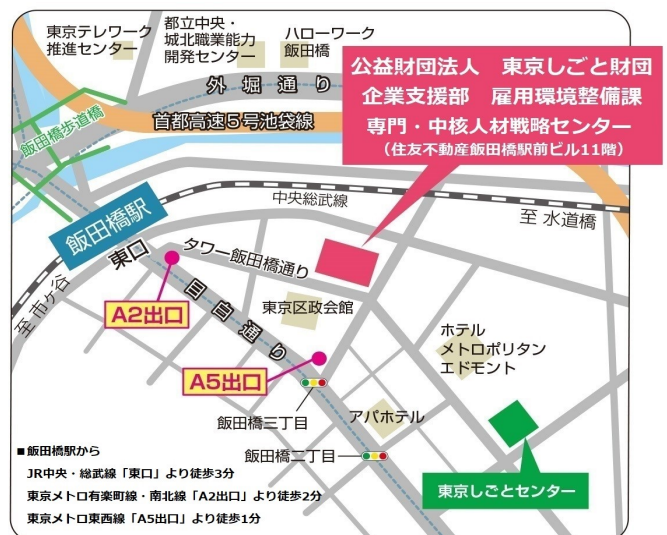 東京テレワーク
推進センター
都立中央・
城北職業能力
開発センター
ハローワーク
飯田橋
公益財団法人　東京しごと財団
企業支援部　雇用環境整備課
専門・中核人材戦略センター
（住友不動産飯田橋駅前ビル11階）
外堀通り
首都高速５号池袋線
飯田橋歩道橋
中央総武線
至 水道橋
飯田橋駅
東口
タワー飯田橋通り
A2出口
目白通り
東京区政会館
至 市ヶ谷
A5出口
ホテル
メトロポリタン
エドモント
飯田橋三丁目
アパホテル
飯田橋二丁目
東京しごとセンター
■飯田橋駅から
JR中央・総武線「東口」より徒歩3分
東京メトロ有楽町線・南北線「A2出口」より徒歩2分
東京メトロ東西線「A5出口」より徒歩1分